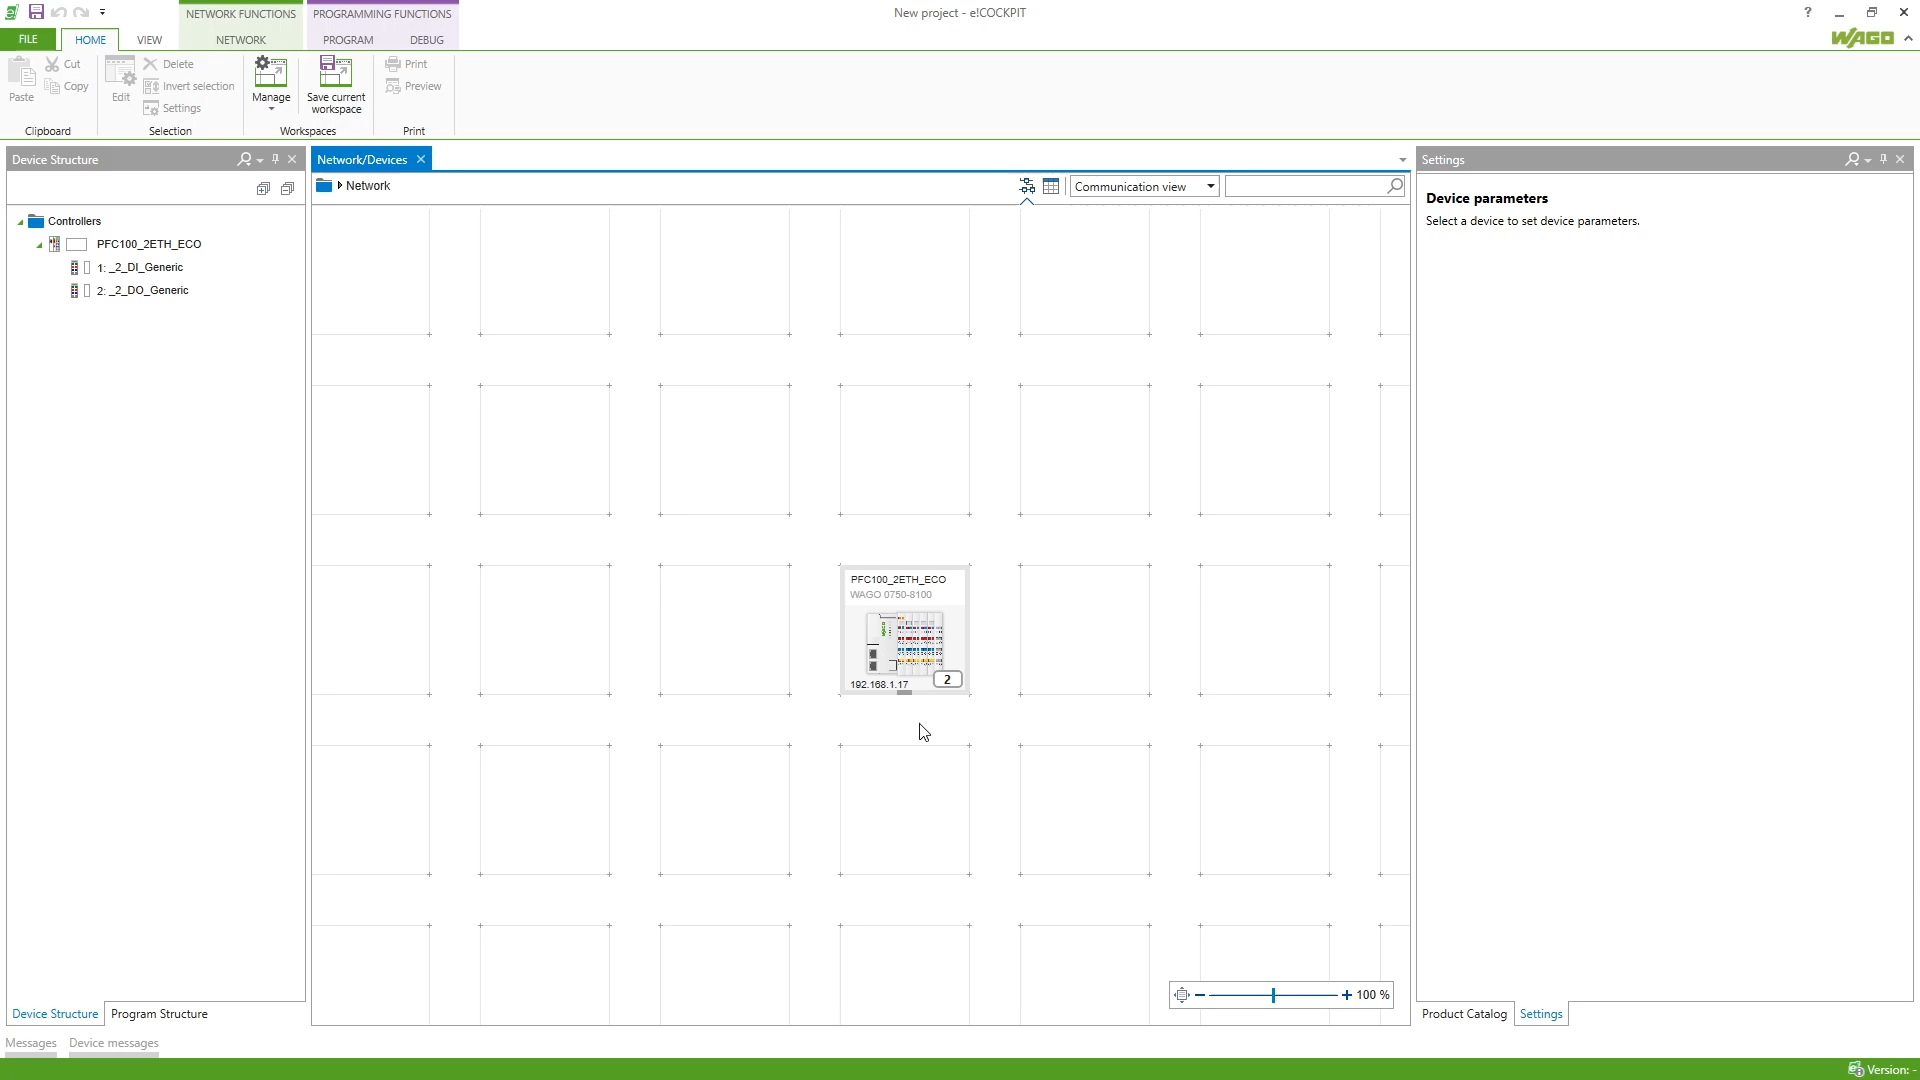 NETWORK FUNCTIONS
PROGRAMMING FUNCTIONS
New project - e!COCKPIT
?
FILE
HOME
VIEW
NETWORK
PROGRAM
DEBUG
WAGO
Paste
Cut
Copy
Clipboard
Edit
Delete
Invert selection
Settings
Selection
Manage
Save current
workspace
Workspaces
Print
Preview
Print
Device Structure
Controllers
PFC100_2ETH_ECO
1: _2_DI_Generic
2: _2_DO_Generic
Device Structure
Program Structure
Network/Devices
Network
Communication view
PFC100_2ETH_ECO
WAGO 0750-8100
192.168.1.17
2
100 %
Settings
Device parameters
Select a device to set device parameters.
Product Catalog
Settings
Messages
Device messages
Version: -